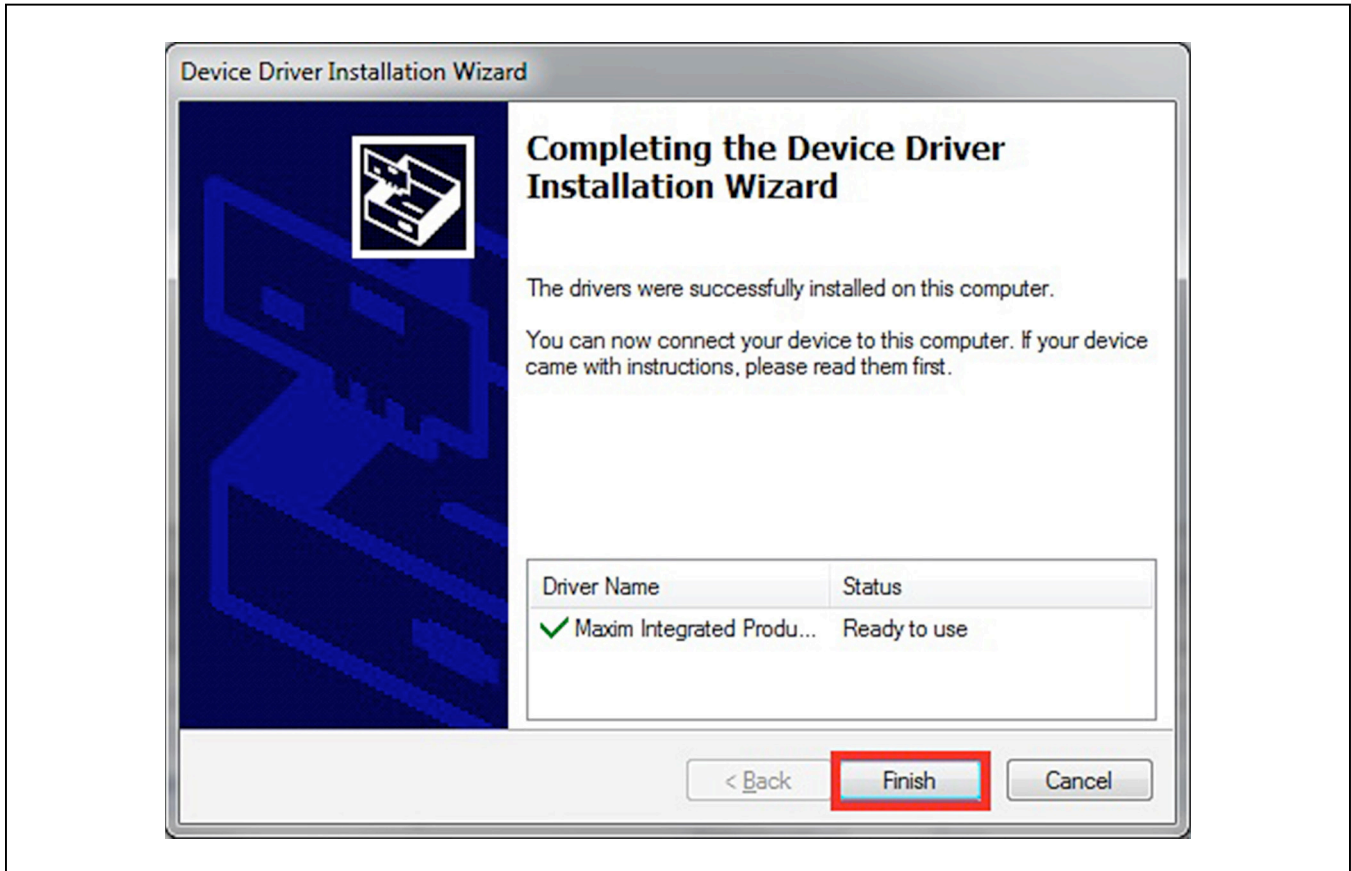 Device Driver Installation Wizard
Completing the Device Driver
Installation Wizard
The drivers were successfully installed on this computer.
You can now connect your device to this computer. If your device
came with instructions, please read them first.
Driver Name Status
Maxim Integrated Produ... Ready to use
< Back Finish Cancel